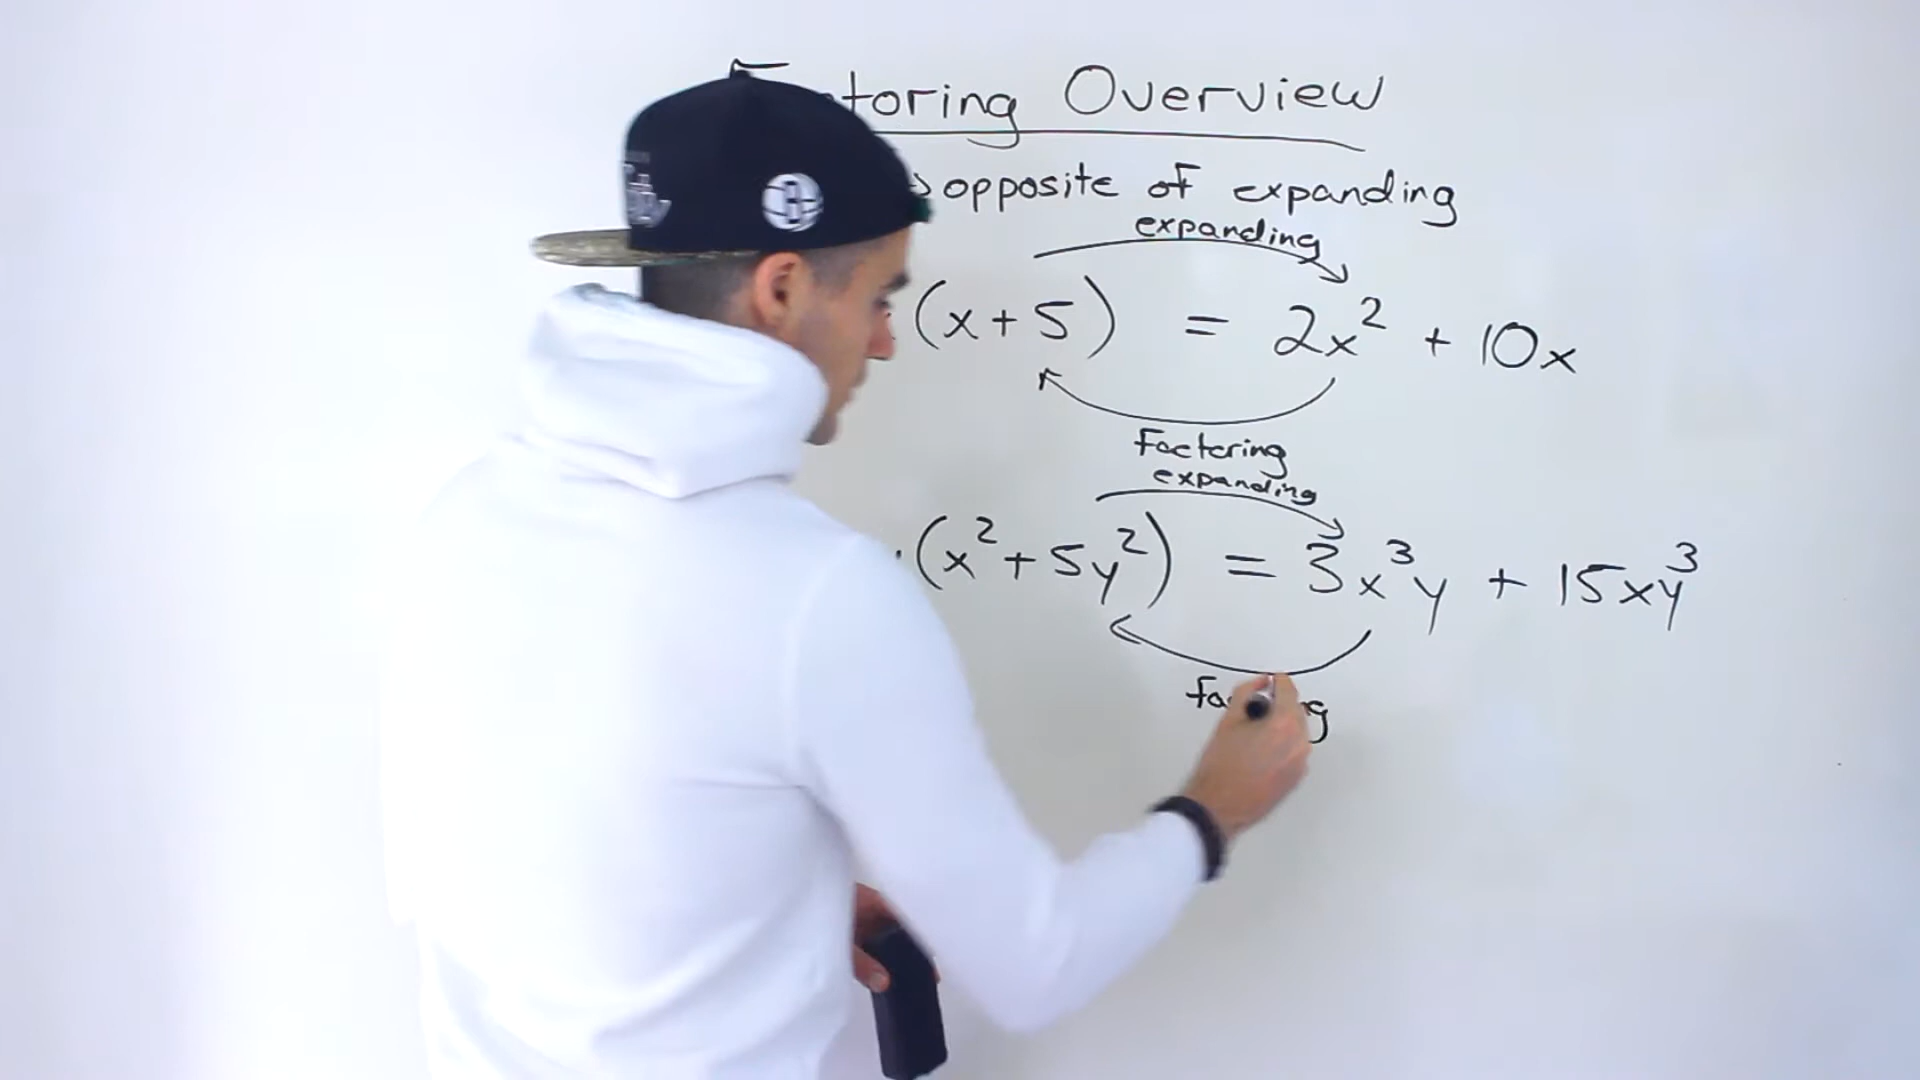 toring Overview
opposite of expanding
expanding
(x+5) = 2x² + 10x
Factoring
expanding
(x²+5y²) = 3x³y + 15xy³